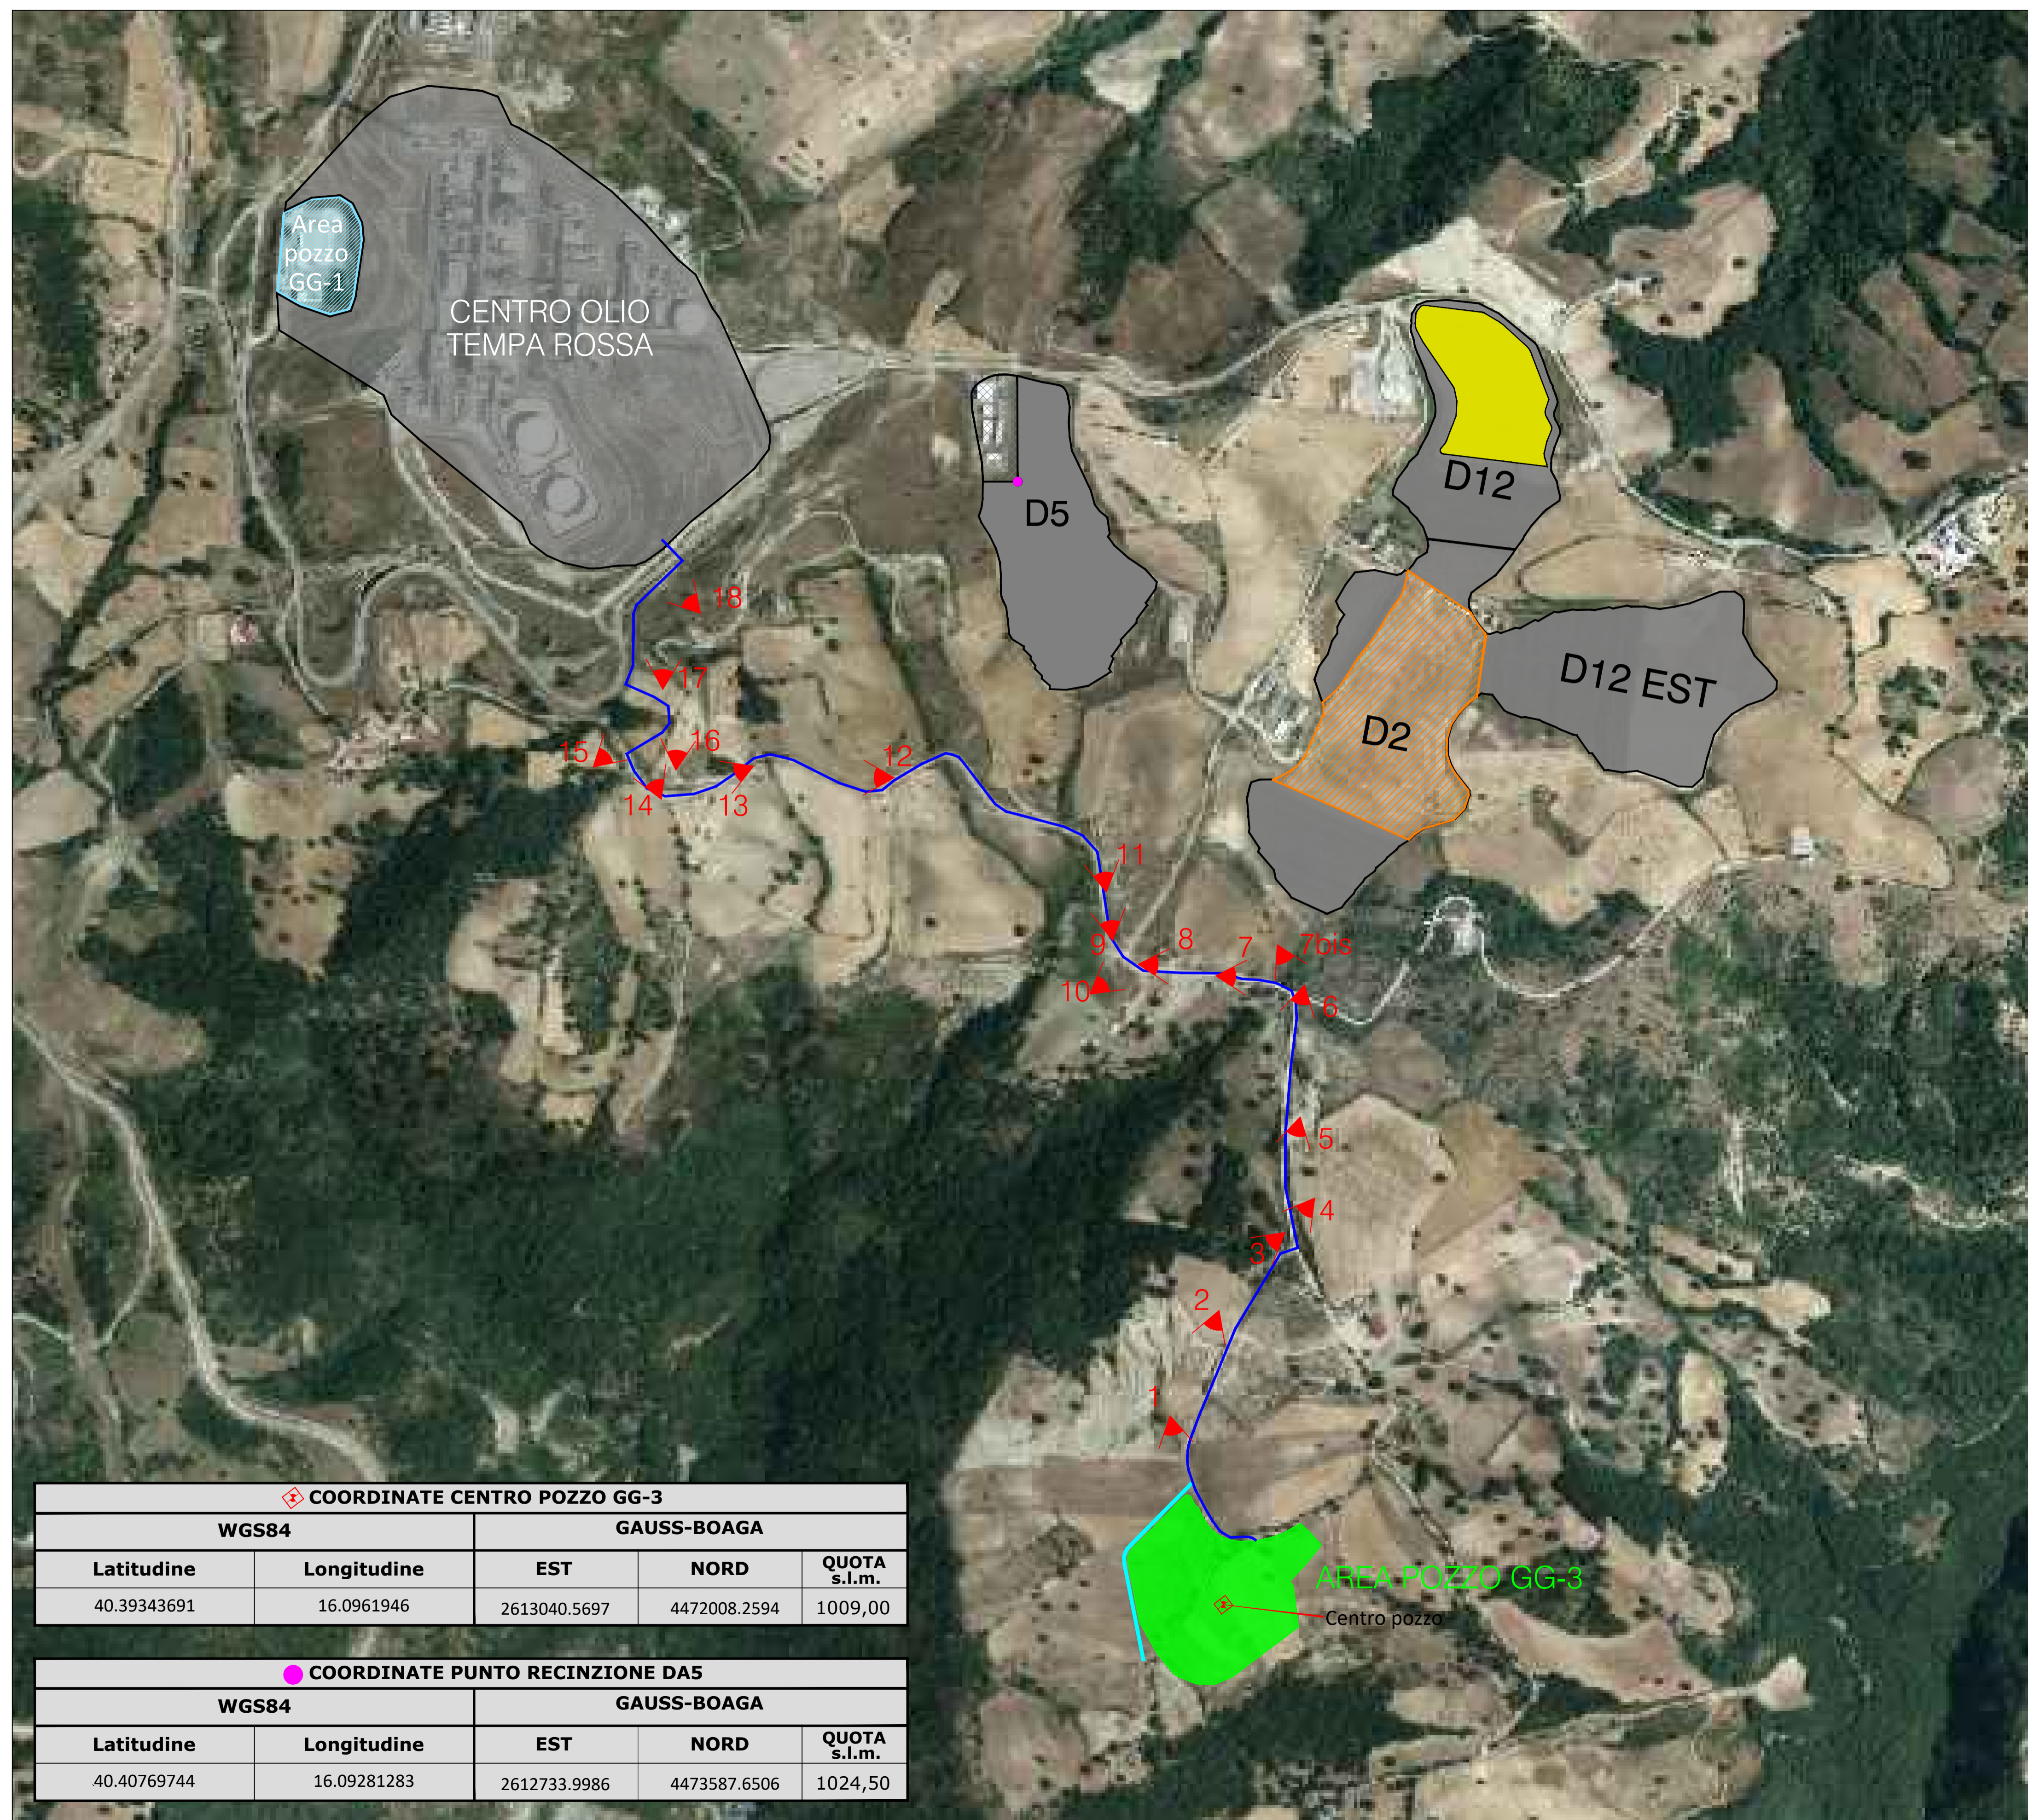 Area
pozzo
GG-1
CENTRO OLIO
TEMPA ROSSA
D12
D5
D12 EST
D2
18
17
15
16
14
13
12
11
9
8
7
7bis
10
6
5
4
3
2
1
AREA POZZO GG-3
Centro pozzo
COORDINATE CENTRO POZZO GG-3
WGS84 GAUSS-BOAGA
Latitudine Longitudine EST NORD QUOTA s.l.m.
40.39343691 16.0961946 2613040.5697 4472008.2594 1009,00
COORDINATE PUNTO RECINZIONE DA5
WGS84 GAUSS-BOAGA
Latitudine Longitudine EST NORD QUOTA s.l.m.
40.40769744 16.09281283 2612733.9986 4473587.6506 1024,50